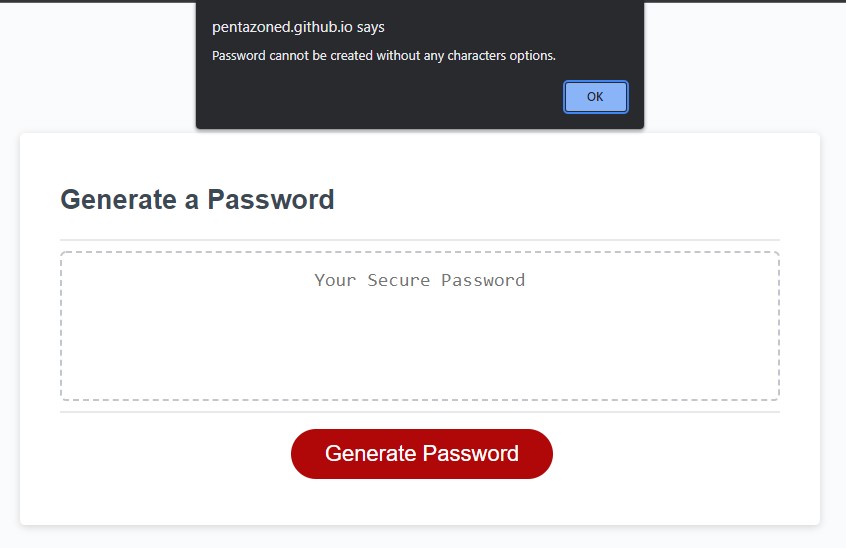 pentazoned.github.io says
Password cannot be created without any characters options.
OK
Generate a Password
Your Secure Password
Generate Password